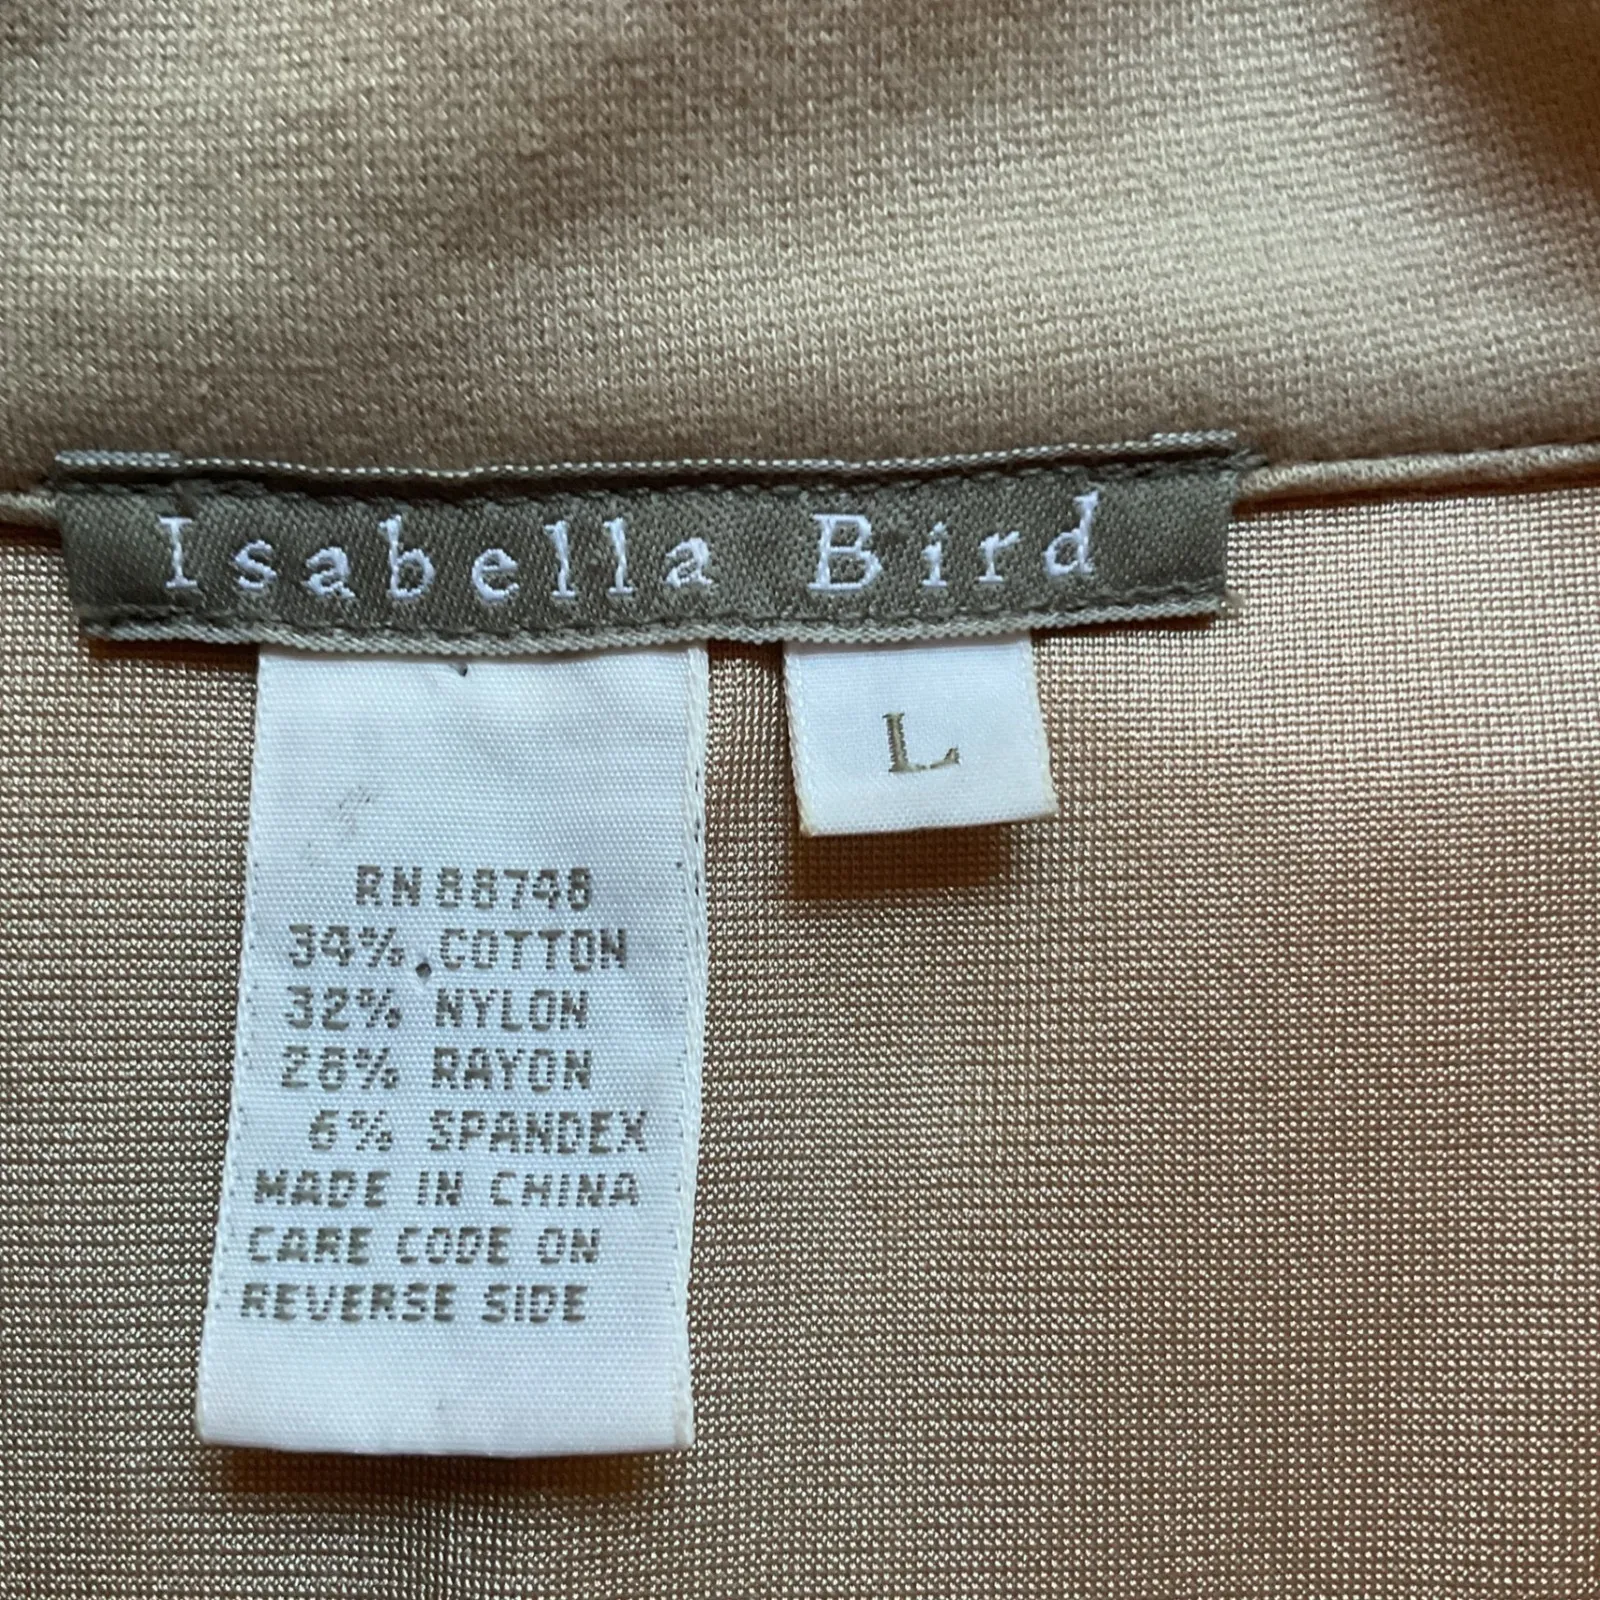 Isabella Bird
L
RN 88748
34% COTTON
32% NYLON
28% RAYON
6% SPANDEX
MADE IN CHINA
CARE CODE ON
REVERSE SIDE